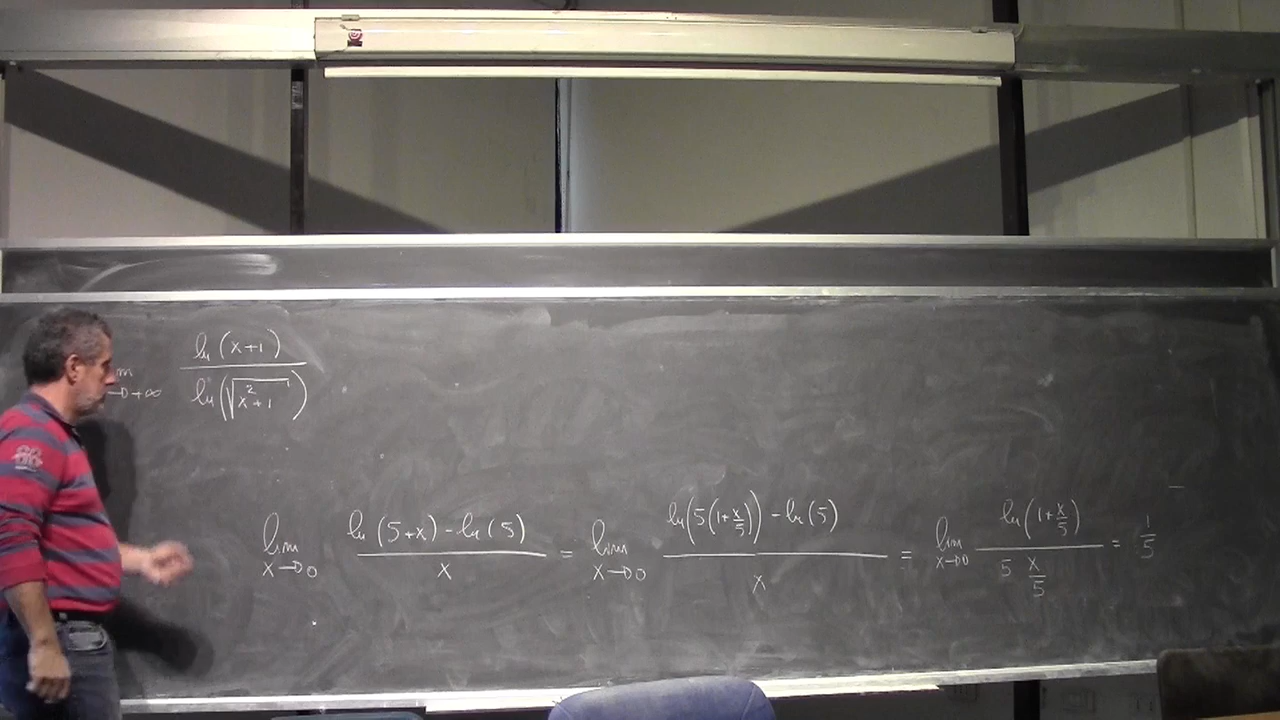 lim x→+∞ ln(x+1) / ln(√(x²+1))
lim x→0 (ln(5+x) - ln(5)) / x = lim x→0 (ln(5(1+x/5)) - ln(5)) / x = lim x→0 ln(1+x/5) / (5 x/5) = 1/5